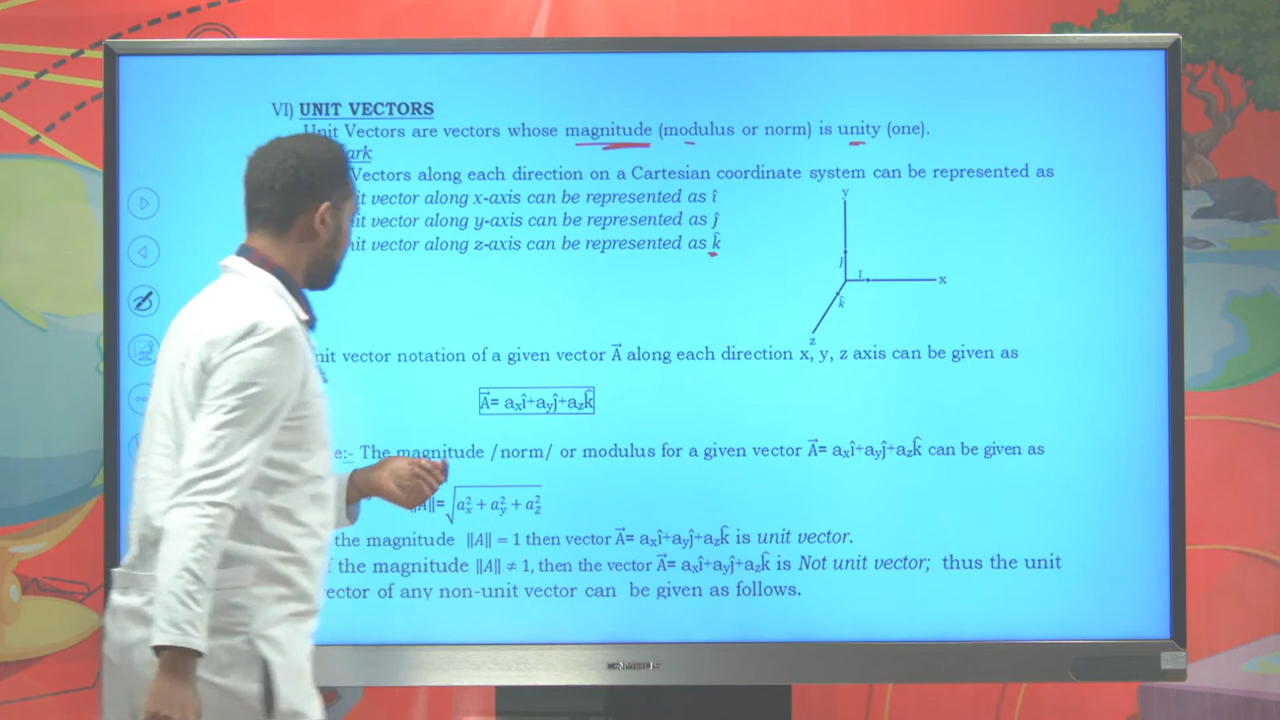 VI) UNIT VECTORS
Unit Vectors are vectors whose magnitude (modulus or norm) is unity (one).
ark
Vectors along each direction on a Cartesian coordinate system can be represented as
it vector along x-axis can be represented as î
it vector along y-axis can be represented as ĵ
nit vector along z-axis can be represented as k̂
y
j
î
x
k̂
z
nit vector notation of a given vector A⃗ along each direction x, y, z axis can be given as
A⃗= aₓî+aᵧĵ+a_zk̂
e:- The magnitude /norm/ or modulus for a given vector A⃗= aₓî+aᵧĵ+a_zk̂ can be given as
‖A‖=√(aₓ² + aᵧ² + a_z²)
the magnitude ‖A‖ = 1 then vector A⃗= aₓî+aᵧĵ+a_zk̂ is unit vector.
f the magnitude ‖A‖ ≠ 1, then the vector A⃗= aₓî+aᵧĵ+a_zk̂ is Not unit vector; thus the unit
vector of any non-unit vector can be given as follows.